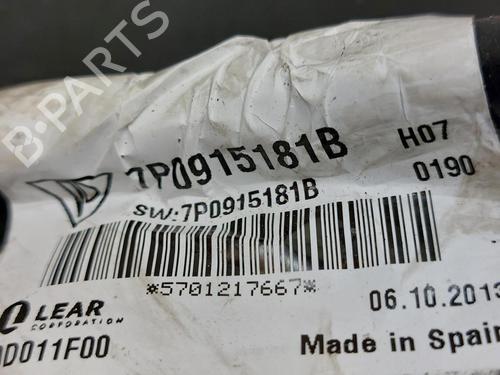 B-PARTS
7P0915181B
H07
SW:7P0915181B
0190
*5701217667*
LEAR
CORPORATION
06.10.2013
0D011F00
Made in Spain